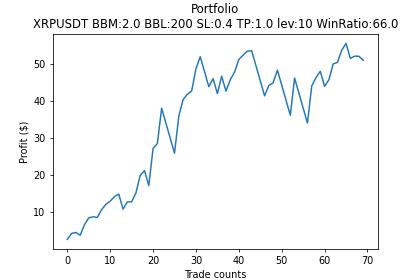 Portfolio
XRPUSDT BBM:2.0 BBL:200 SL:0.4 TP:1.0 lev:10 WinRatio:66.0
50
40
30
20
10
Profit ($)
0 10 20 30 40 50 60 70
Trade counts